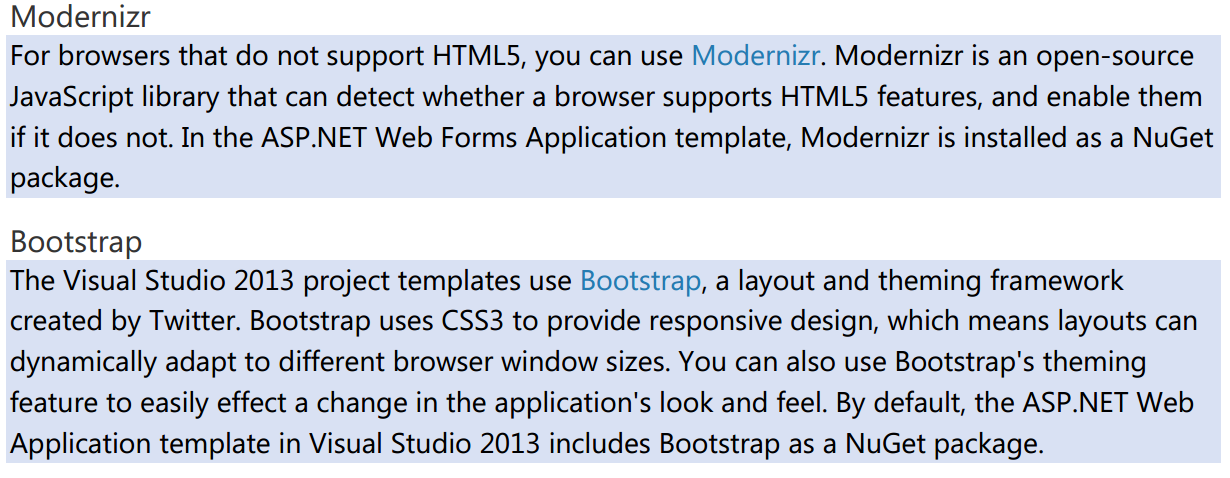 Modernizr
For browsers that do not support HTML5, you can use Modernizr. Modernizr is an open-source
JavaScript library that can detect whether a browser supports HTML5 features, and enable them
if it does not. In the ASP.NET Web Forms Application template, Modernizr is installed as a NuGet
package.
Bootstrap
The Visual Studio 2013 project templates use Bootstrap, a layout and theming framework
created by Twitter. Bootstrap uses CSS3 to provide responsive design, which means layouts can
dynamically adapt to different browser window sizes. You can also use Bootstrap's theming
feature to easily effect a change in the application's look and feel. By default, the ASP.NET Web
Application template in Visual Studio 2013 includes Bootstrap as a NuGet package.